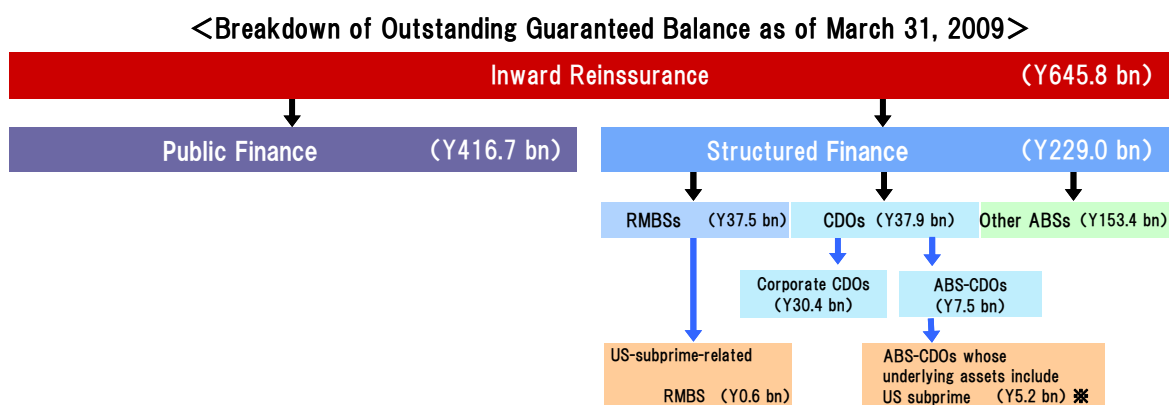 <Breakdown of Outstanding Guaranteed Balance as of March 31, 2009>
Inward Reinssurance (Y645.8 bn)
Public Finance (Y416.7 bn)
Structured Finance (Y229.0 bn)
RMBSs (Y37.5 bn)
CDOs (Y37.9 bn)
Other ABSs (Y153.4 bn)
Corporate CDOs
(Y30.4 bn)
ABS-CDOs
(Y7.5 bn)
US-subprime-related
RMBS (Y0.6 bn)
ABS-CDOs whose
underlying assets include
US subprime (Y5.2 bn) ※